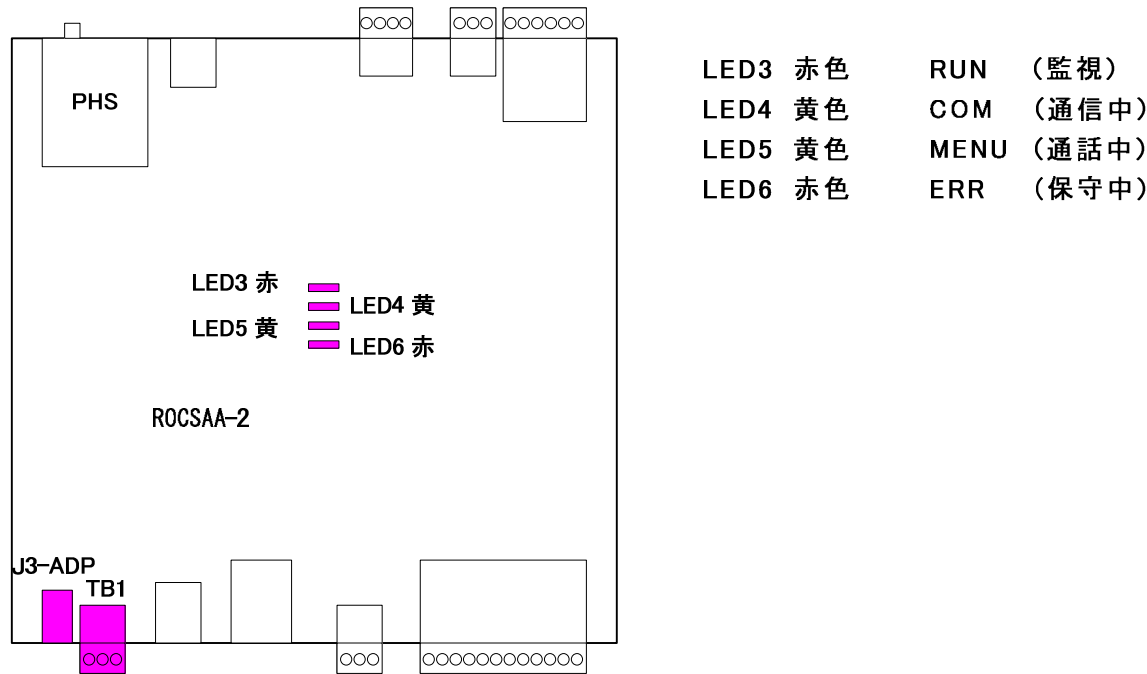 PHS
LED3 赤色 RUN （監視）
LED4 黄色 COM （通信中）
LED5 黄色 MENU （通話中）
LED6 赤色 ERR （保守中）
LED3 赤
LED4 黄
LED5 黄
LED6 赤
ROCSAA-2
J3-ADP
TB1